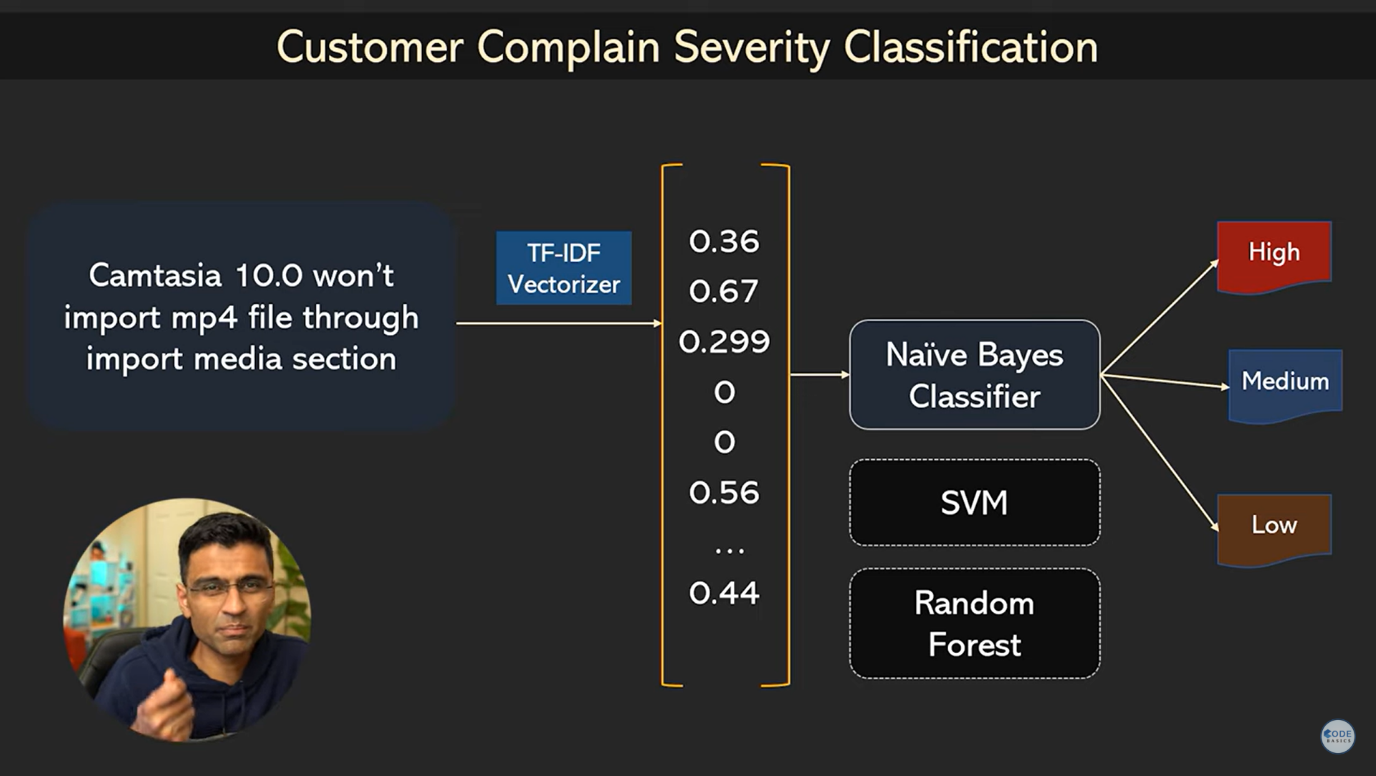 Customer Complain Severity Classification
Camtasia 10.0 won't
import mp4 file through
import media section
TF-IDF
Vectorizer
0.36
0.67
0.299
0
0
0.56
...
0.44
Naïve Bayes
Classifier
SVM
Random
Forest
High
Medium
Low
CODE
BASICS